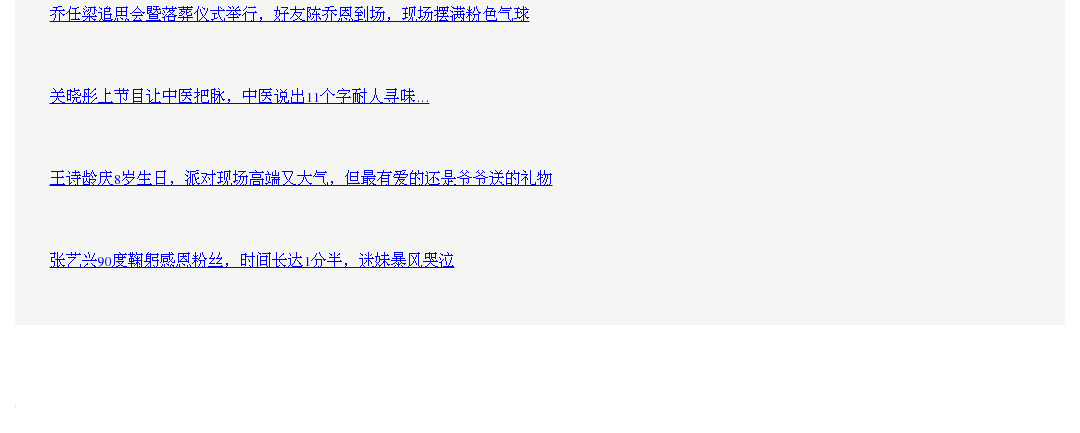 乔任梁追思会暨落葬仪式举行，好友陈乔恩到场，现场摆满粉色气球
关晓彤上节目让中医把脉，中医说出11个字耐人寻味...
王诗龄庆8岁生日，派对现场高端又大气，但最有爱的还是爷爷送的礼物
张艺兴90度鞠躬感恩粉丝，时间长达1分半，迷妹暴风哭泣